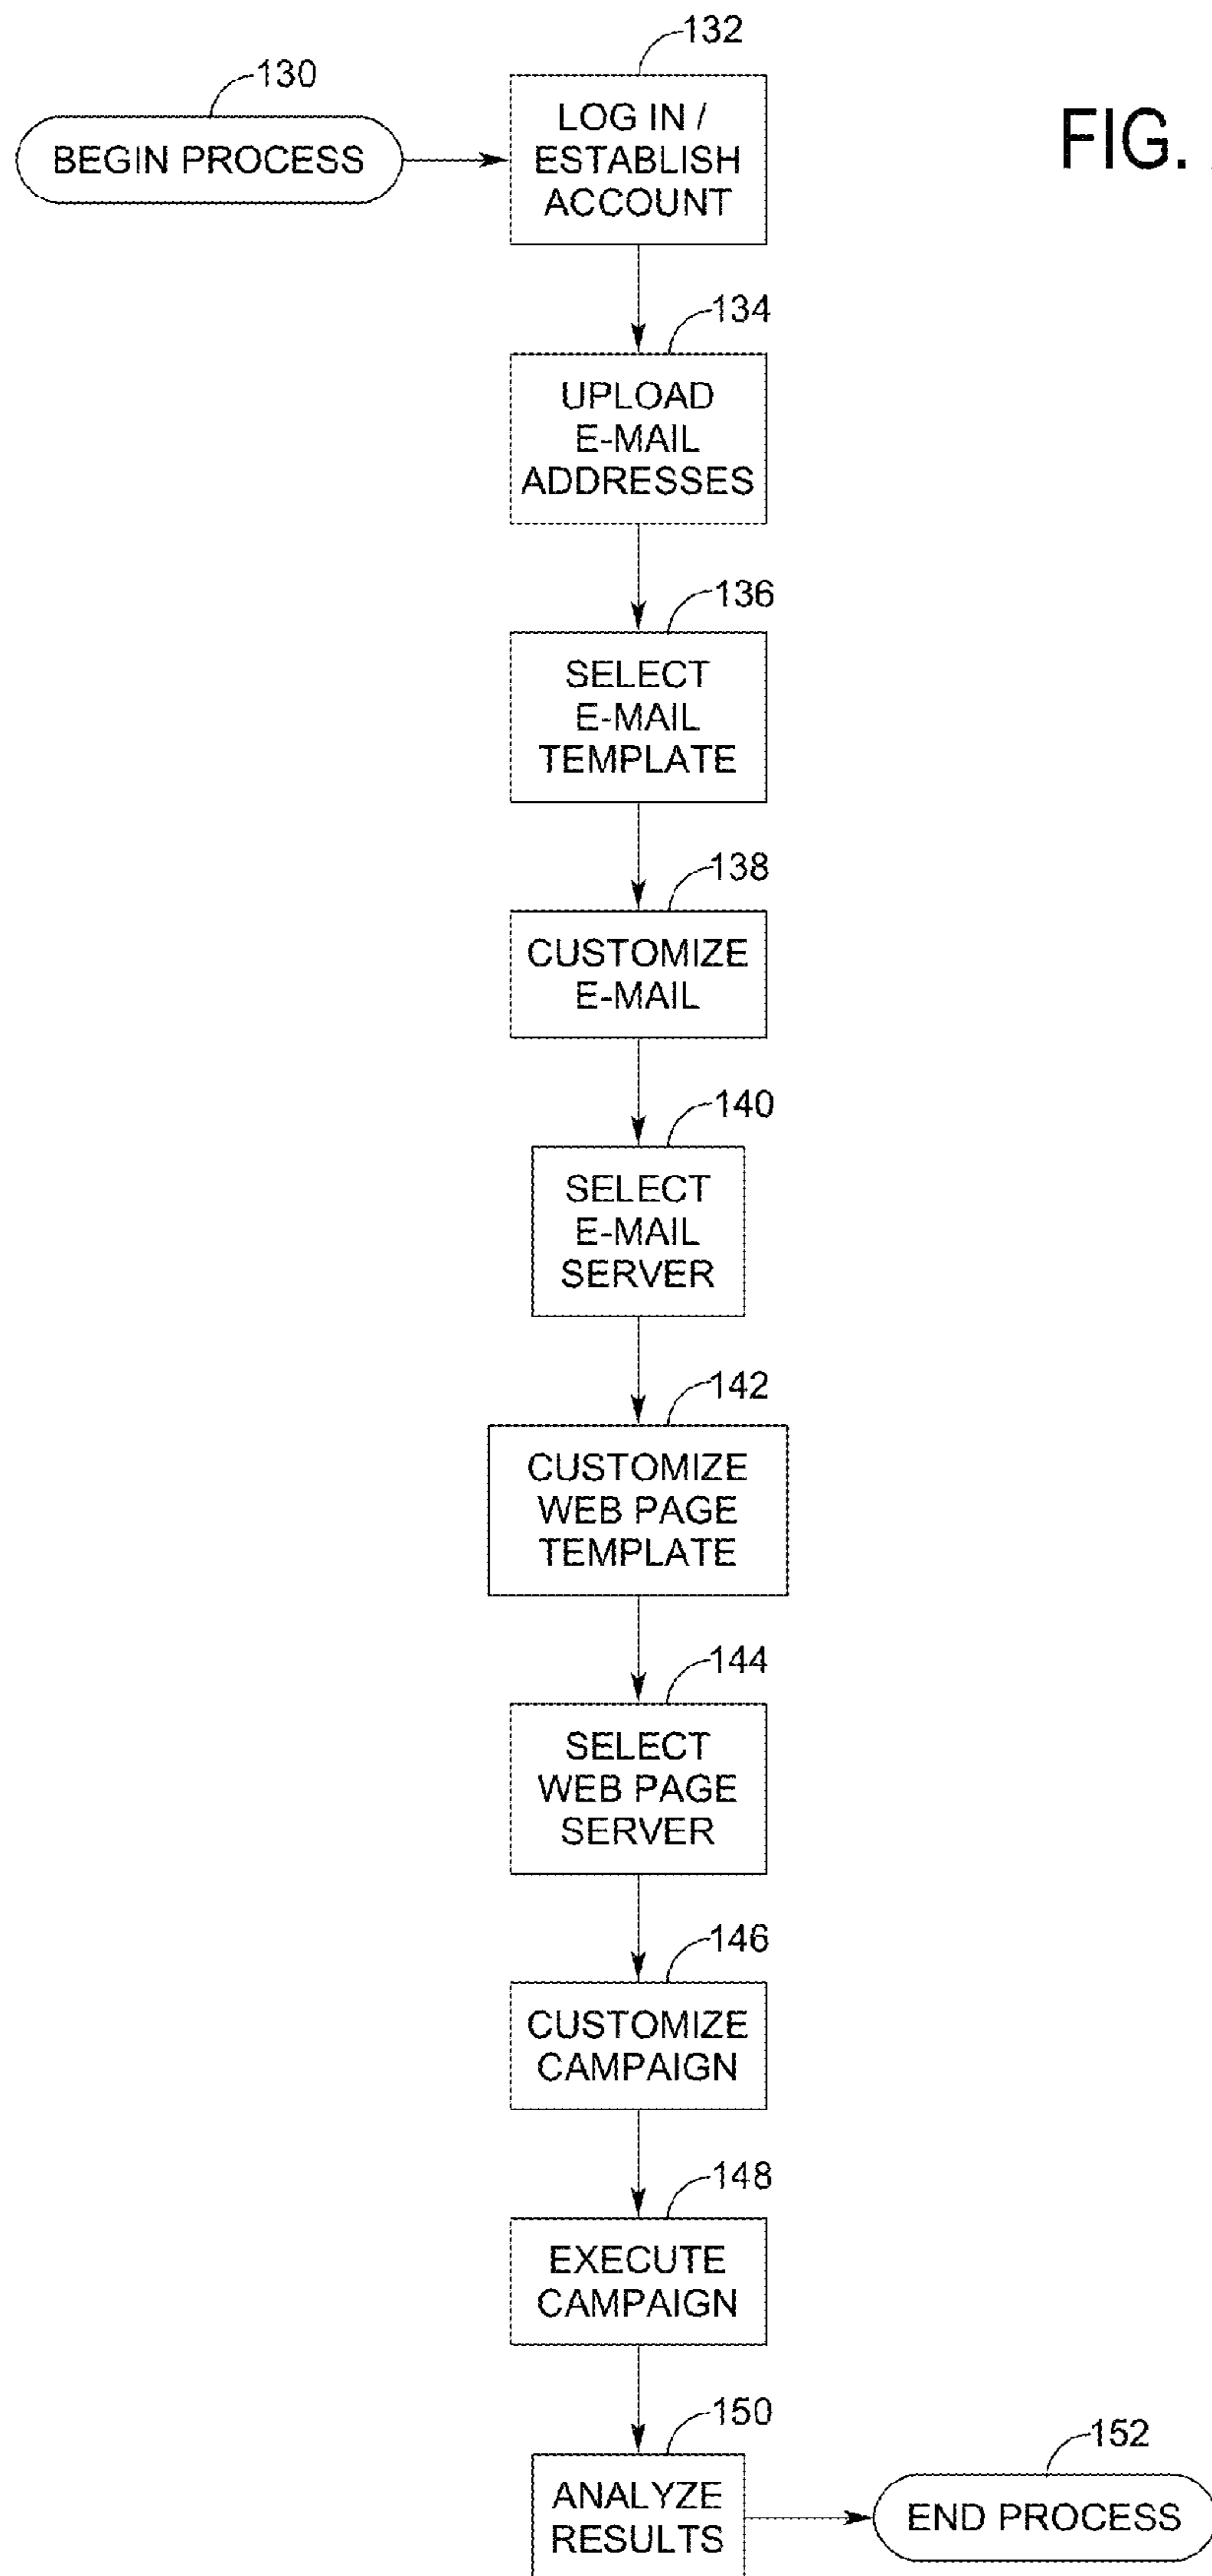 132
130
LOG IN /
ESTABLISH
ACCOUNT
BEGIN PROCESS
FIG.
134
UPLOAD
E-MAIL
ADDRESSES
136
SELECT
E-MAIL
TEMPLATE
138
CUSTOMIZE
E-MAIL
140
SELECT
E-MAIL
SERVER
142
CUSTOMIZE
WEB PAGE
TEMPLATE
144
SELECT
WEB PAGE
SERVER
146
CUSTOMIZE
CAMPAIGN
148
EXECUTE
CAMPAIGN
150
ANALYZE
RESULTS
152
END PROCESS